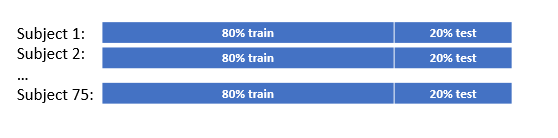 Subject 1: 80% train 20% test
Subject 2: 80% train 20% test
...
Subject 75: 80% train 20% test